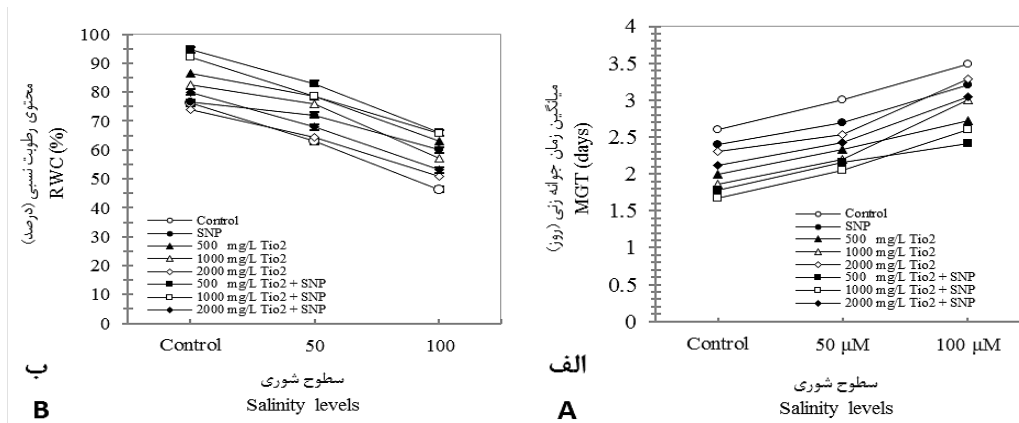 100
90
80
70
60
50
40
30
20
10
0
محتوی رطوبت نسبی (درصد)
RWC (%)
Control
SNP
500 mg/L Tio2
1000 mg/L Tio2
2000 mg/L Tio2
500 mg/L Tio2 + SNP
1000 mg/L Tio2 + SNP
2000 mg/L Tio2 + SNP
Control 50 100
سطوح شوری
Salinity levels
ب
B
4
3.5
3
2.5
2
1.5
1
0.5
0
میانگین زمان جوانه زنی (روز)
MGT (days)
Control
SNP
500 mg/L Tio2
1000 mg/L Tio2
2000 mg/L Tio2
500 mg/L Tio2 + SNP
1000 mg/L Tio2 + SNP
2000 mg/L Tio2 + SNP
Control 50 µM 100 µM
سطوح شوری
Salinity levels
الف
A